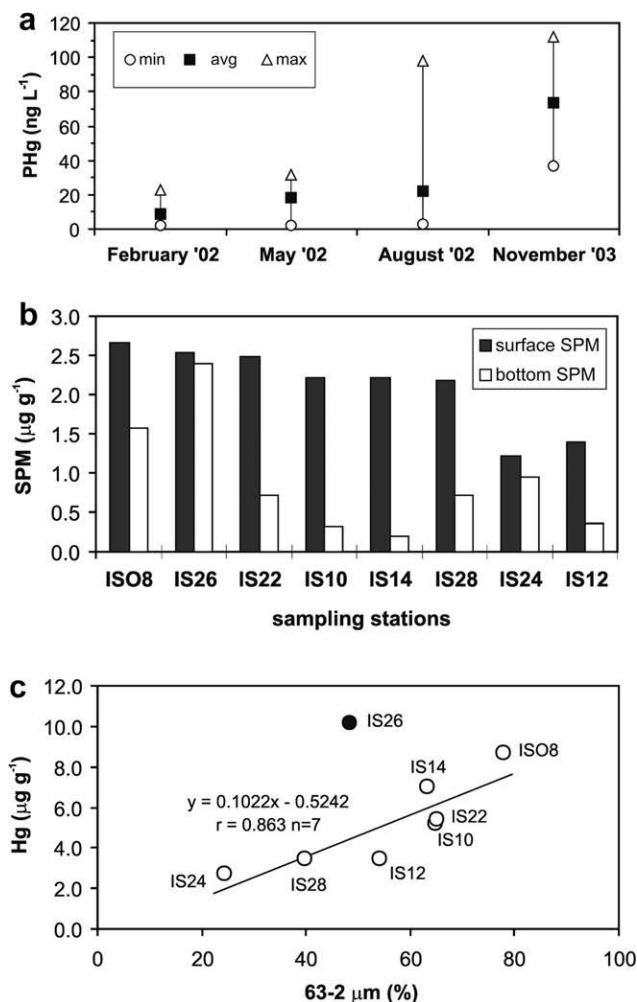 a
120
100
80
60
40
20
0
PHg (ng L⁻¹)
min avg max
February '02 May '02 August '02 November '03
b
3.0
2.5
2.0
1.5
1.0
0.5
0.0
SPM (µg g⁻¹)
surface SPM
bottom SPM
ISO8 IS26 IS22 IS10 IS14 IS28 IS24 IS12
sampling stations
c
12.0
10.0
8.0
6.0
4.0
2.0
0.0
Hg (µg g⁻¹)
IS26
ISO8
IS14
y = 0.1022x - 0.5242
r = 0.863 n=7
IS22
IS10
IS24
IS28
IS12
0 20 40 60 80 100
63-2 µm (%)